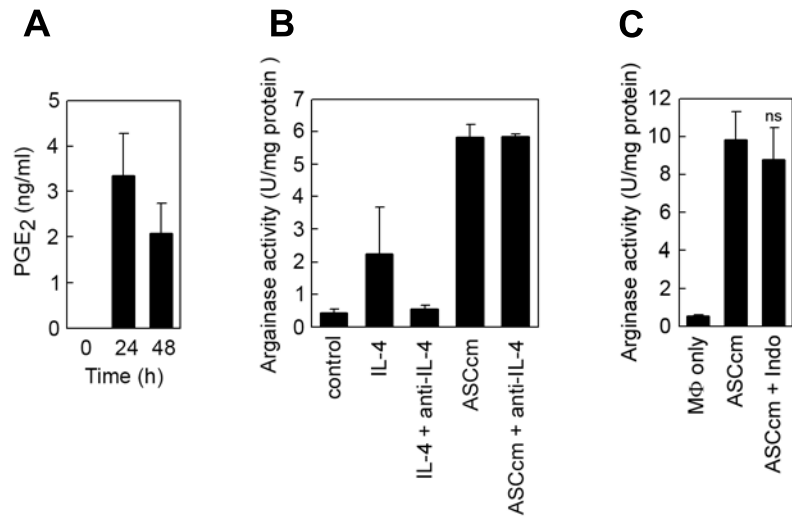 A
B
C
PGE2 (ng/ml)
5
4
3
2
1
0
0 24 48
Time (h)
Argainase activity (U/mg protein )
7
6
5
4
3
2
1
0
control
IL-4
IL-4 + anti-IL-4
ASCcm
ASCcm + anti-IL-4
Arginase activity (U/mg protein)
12
10
8
6
4
2
0
ns
MΦ only
ASCcm
ASCcm + Indo